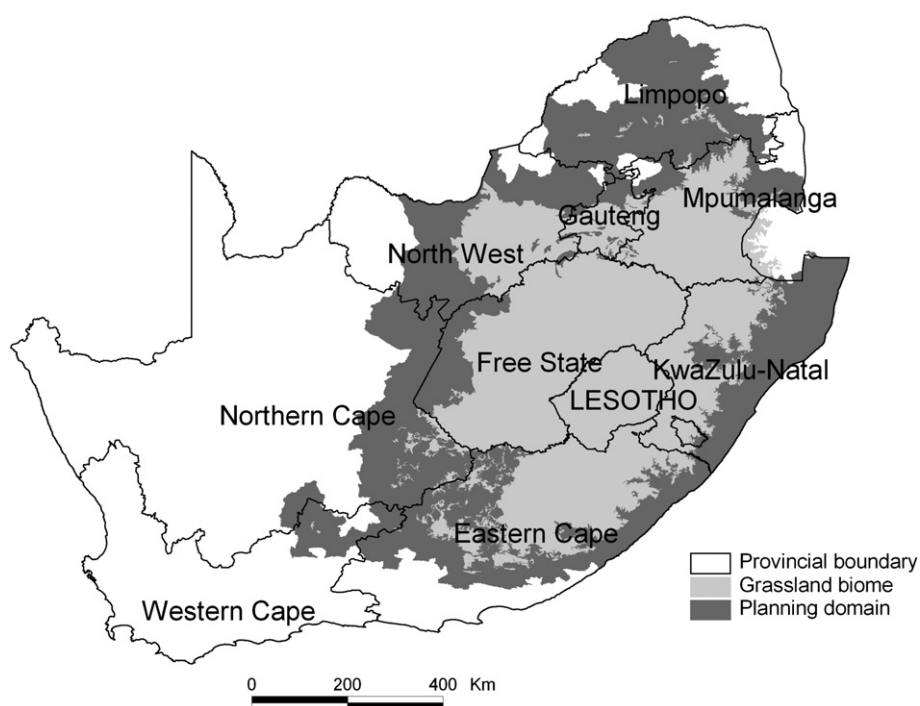 Limpopo
Mpumalanga
Gauteng
North West
Free State
KwaZulu-Natal
LESOTHO
Northern Cape
Eastern Cape
Western Cape
Provincial boundary
Grassland biome
Planning domain
0 200 400 Km